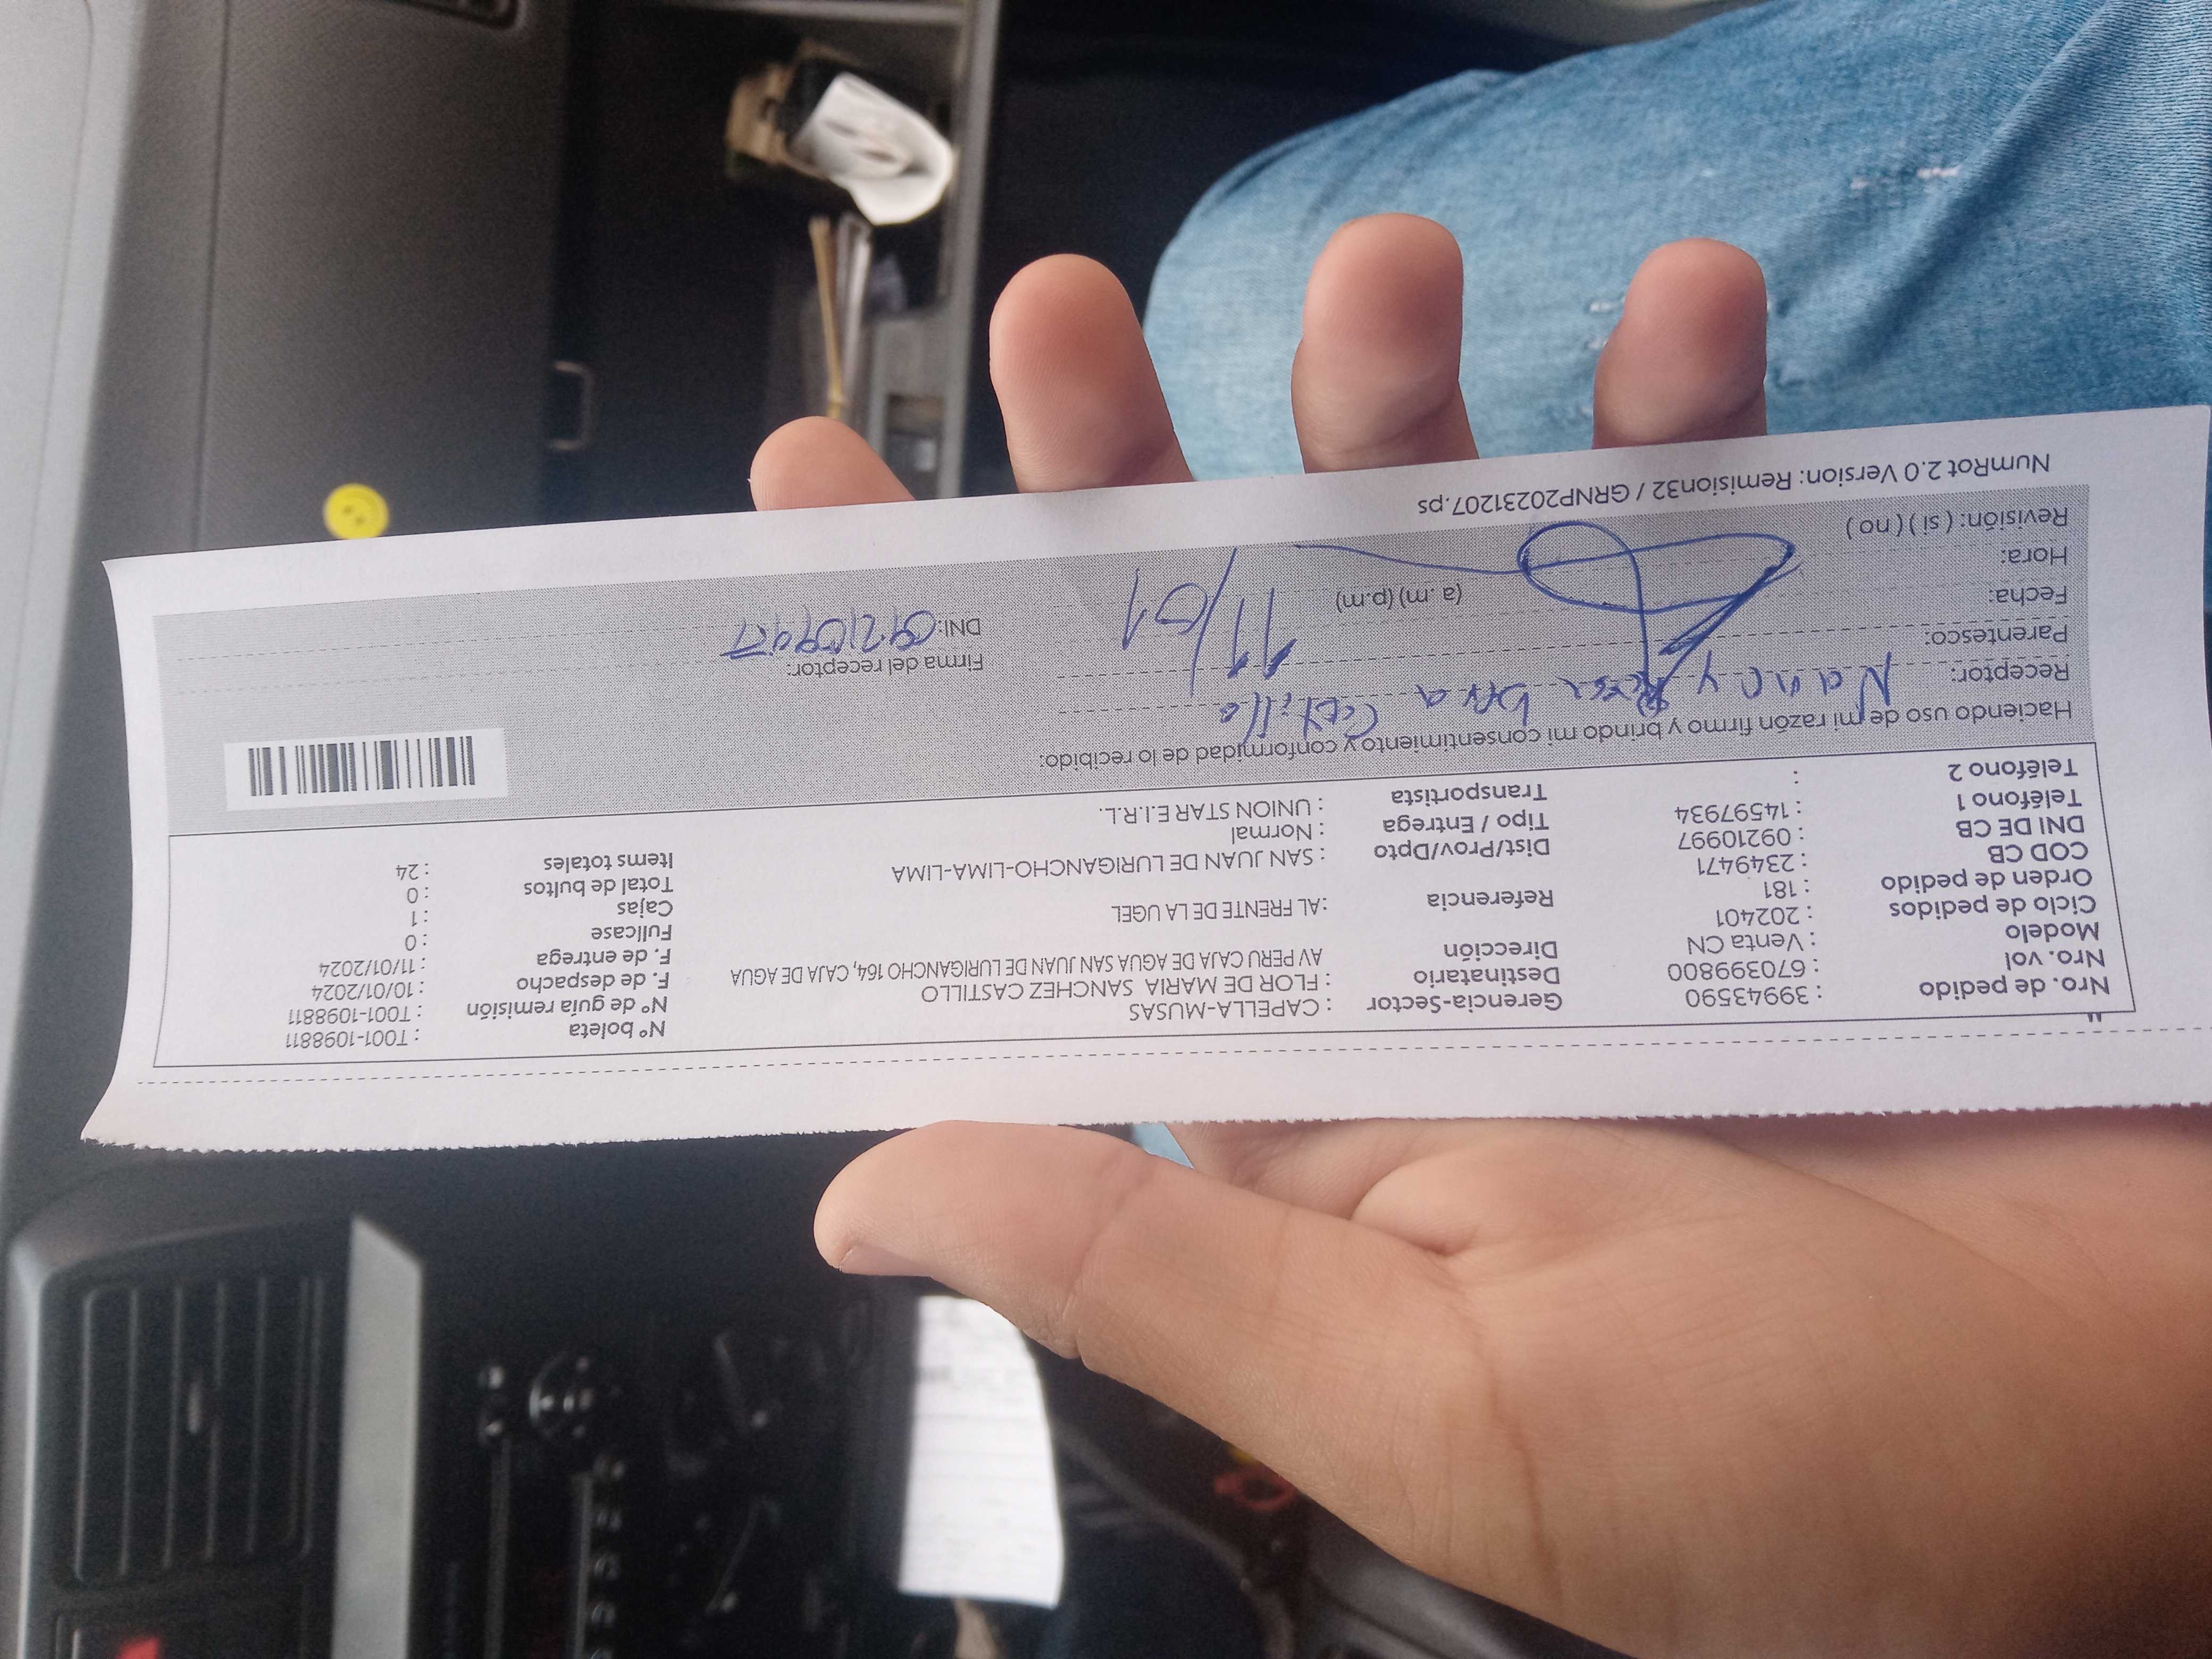 Nro. de pedido : 39943590
Nro. vol : 670399800
Modelo : Venta CN
Ciclo de pedidos : 202401
Orden de pedido : 181
COD CB : 2349471
DNI DE CB : 09210997
Teléfono 1 : 14597934
Teléfono 2 :
Gerencia-Sector : CAPELLA-MUSAS
Destinatario : FLOR DE MARIA SANCHEZ CASTILLO
Dirección AV PERU CAJA DE AGUA SAN JUAN DE LURIGANCHO 164, CAJA DE AGUA
Referencia : AL FRENTE DE LA UGEL
Dist/Prov/Dpto : SAN JUAN DE LURIGANCHO-LIMA-LIMA
Tipo / Entrega : Normal
Transportista : UNION STAR E.I.R.L.
Nº boleta : T001-1098811
Nº de guía remisión : T001-1098811
F. de despacho : 10/01/2024
F. de entrega : 11/01/2024
Fullcase : 0
Cajas : 1
Total de bultos : 0
Items totales : 24
Haciendo uso de mi razón firmo y brindo mi consentimiento y conformidad de lo recibido:
Receptor: Nancy
Parentesco:
Fecha: 11/01
Hora: (a.m) (p.m)
Revisión: ( si ) ( no )
Firma del receptor:
DNI:
NumRot 2.0 Version: Remision32 / GRNP20231207.ps